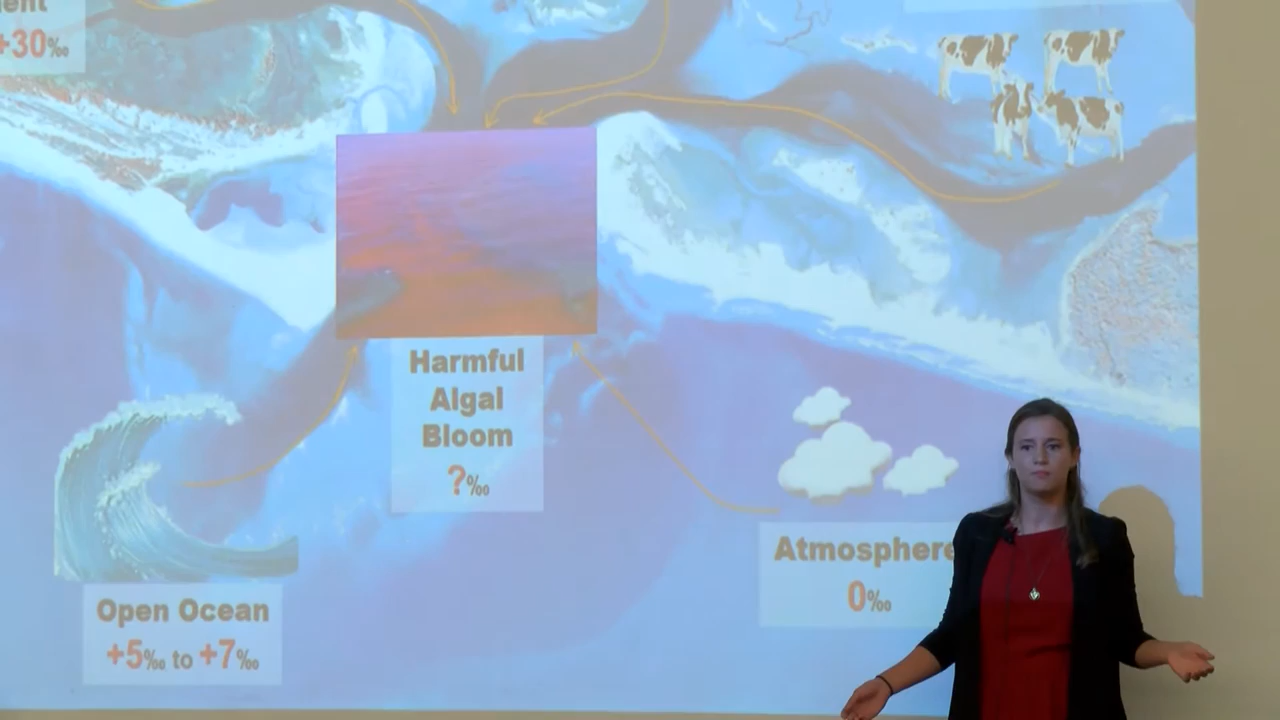 +30‰
Harmful
Algal
Bloom
?‰
Atmosphere
0‰
Open Ocean
+5‰ to +7‰